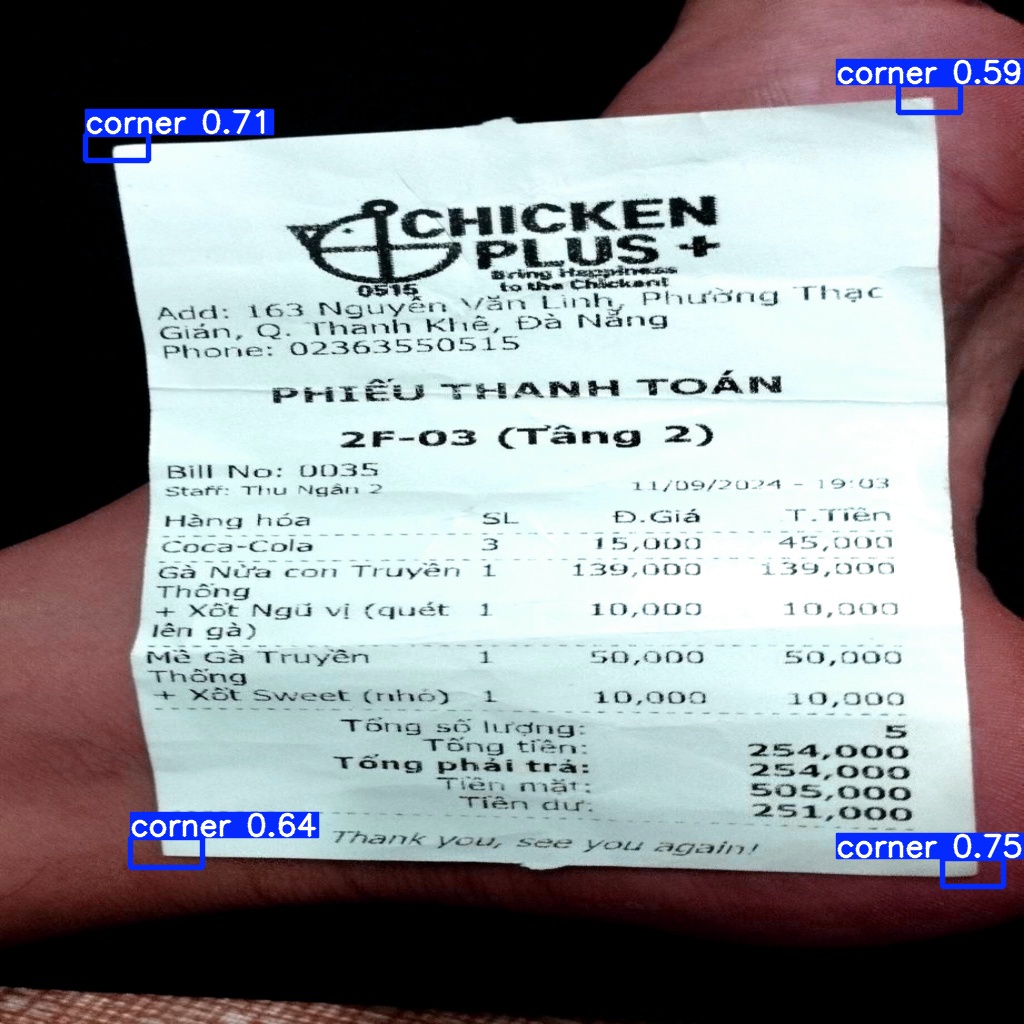 corner 0.59
corner 0.71
CHICKEN
PLUS +
Bring Happiness
to the Chickent
0515
Add: 163 Nguyễn Văn Linh, Phường Thạc
Gián, Q. Thanh Khê, Đà Nẵng
Phone: 02363550515
PHIẾU THANH TOÁN
2F-03 (Tầng 2)
Bill No: 0035
Staff: Thu Ngân 2 11/09/2024 - 19:03
Hàng hóa SL Đ.Giá T.Tiền
Coca-Cola 3 15,000 45,000
Gà Nửa con Truyền 1 139,000 139,000
Thống
+ Xốt Ngũ vị (quét 1 10,000 10,000
lên gà)
Mề Gà Truyền 1 50,000 50,000
Thống
+ Xốt Sweet (nhỏ) 1 10,000 10,000
Tổng số lượng: 5
Tổng tiền: 254,000
Tổng phải trả: 254,000
Tiền mặt: 505,000
Tiền dư: 251,000
Thank you, see you again!
corner 0.64
corner 0.75